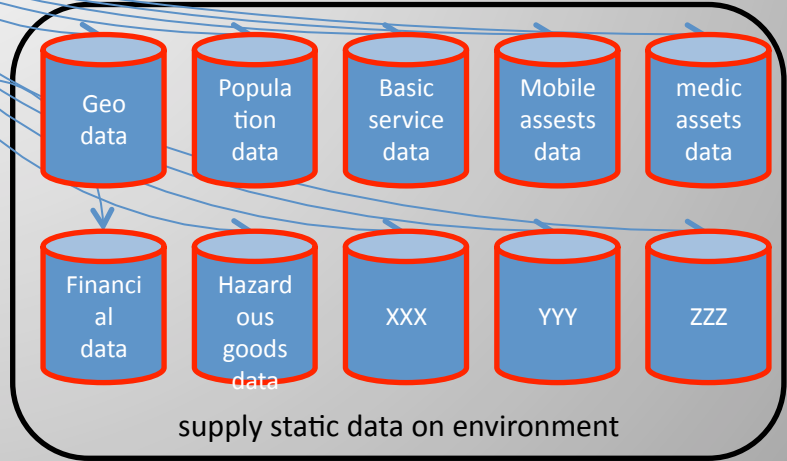 Geo
data
Popula
tion
data
Basic
service
data
Mobile
assests
data
medic
assets
data
Financi
al
data
Hazard
ous
goods
data
XXX
YYY
ZZZ
supply static data on environment